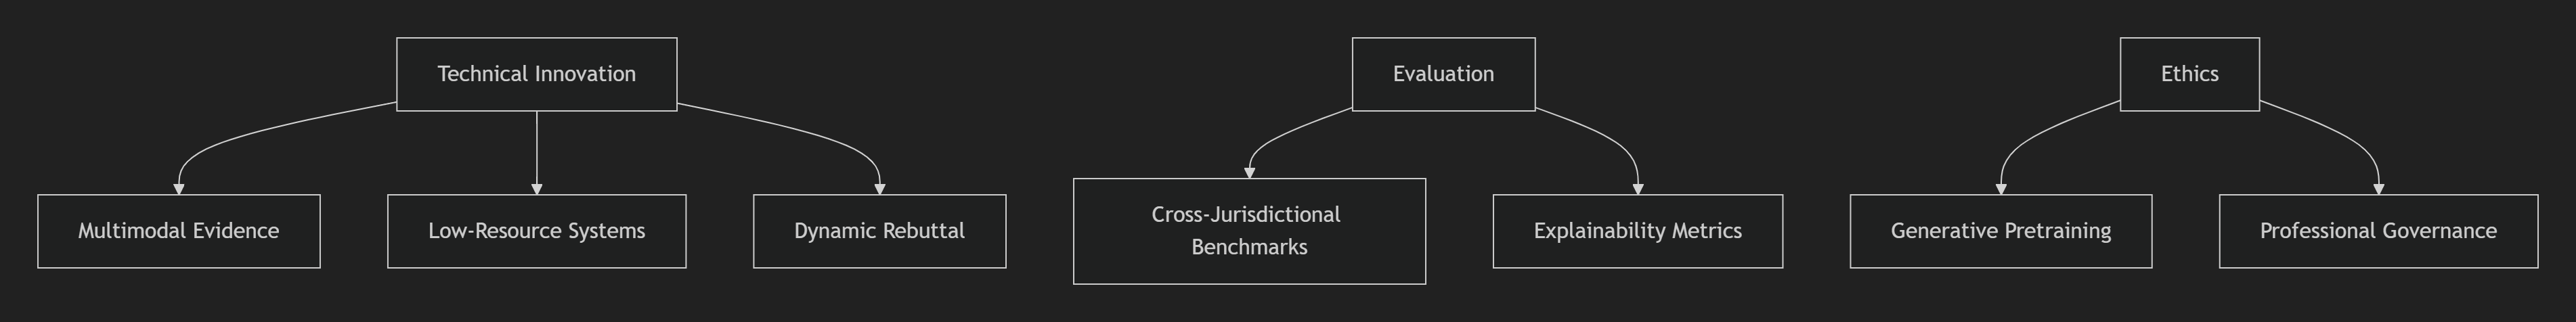 Technical Innovation
Evaluation
Ethics
Multimodal Evidence
Low-Resource Systems
Dynamic Rebuttal
Cross-Jurisdictional
Benchmarks
Explainability Metrics
Generative Pretraining
Professional Governance